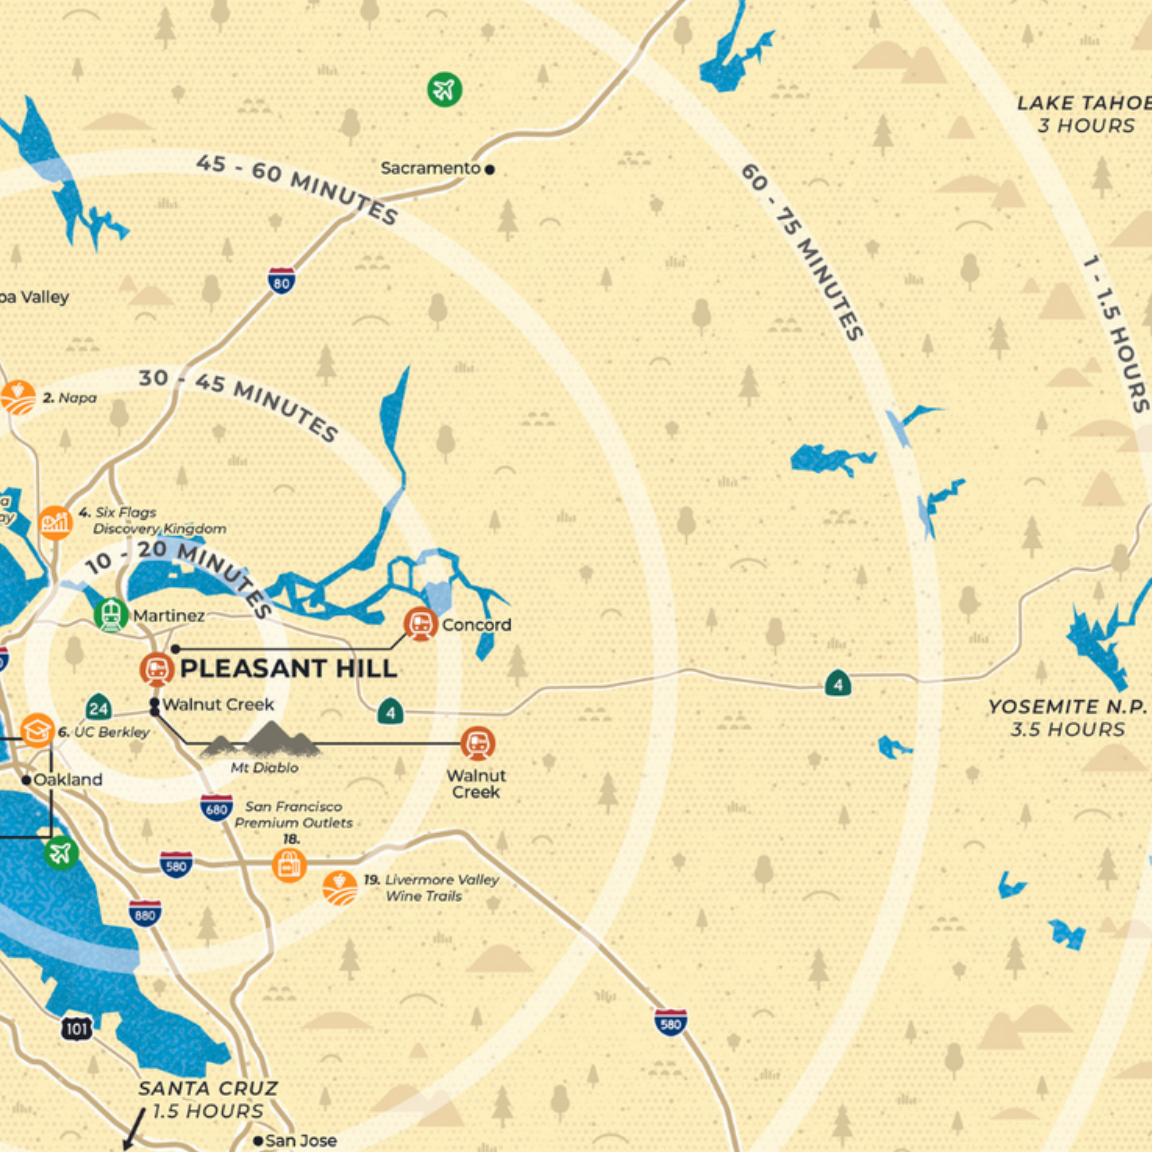 LAKE TAHOE
3 HOURS
45 - 60 MINUTES
Sacramento
60 - 75 MINUTES
80
1 - 1.5 HOURS
Valley
30 - 45 MINUTES
2. Napa
4. Six Flags
Discovery Kingdom
10 - 20 MINUTES
Martinez
Concord
PLEASANT HILL
4
24
Walnut Creek
4
YOSEMITE N.P.
3.5 HOURS
6. UC Berkley
Mt Diablo
Walnut
Creek
Oakland
680
San Francisco
Premium Outlets
18.
580
19. Livermore Valley
Wine Trails
880
580
101
SANTA CRUZ
1.5 HOURS
San Jose